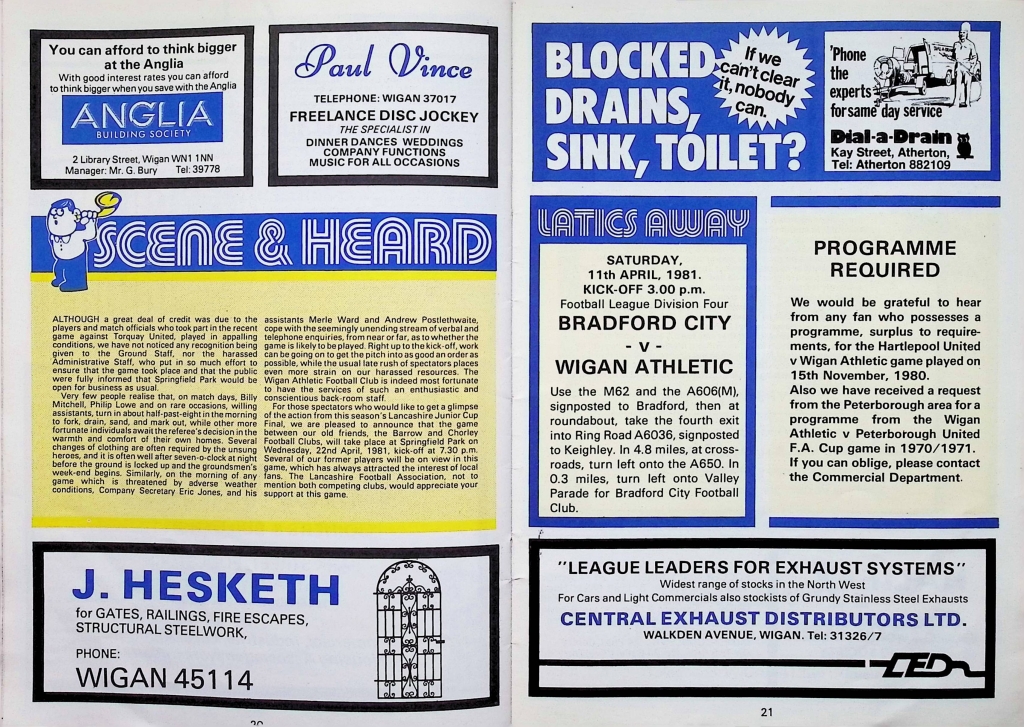 You can afford to think bigger
at the Anglia
With good interest rates you can afford
to think bigger when you save with the Anglia
ANGLIA
BUILDING SOCIETY
2 Library Street, Wigan WN1 1NN
Manager: Mr. G. Bury Tel: 39778
Paul Vince
TELEPHONE: WIGAN 37017
FREELANCE DISC JOCKEY
THE SPECIALIST IN
DINNER DANCES WEDDINGS
COMPANY FUNCTIONS
MUSIC FOR ALL OCCASIONS
SCENE & HEARD
ALTHOUGH a great deal of credit was due to the
players and match officials who took part in the recent
game against Torquay United, played in appalling
conditions, we have not noticed any recognition being
given to the Ground Staff, nor the harassed
Administrative Staff, who put in so much effort to
ensure that the game took place and that the public
were fully informed that Springfield Park would be
open for business as usual.
Very few people realise that, on match days, Billy
Mitchell, Philip Lowe and on rare occasions, willing
assistants, turn in about half-past-eight in the morning
to fork, drain, sand, and mark out, while other more
fortunate individuals await the referee's decision in the
warmth and comfort of their own homes. Several
changes of clothing are often required by the unsung
heroes, and it is often well after seven-o-clock at night
before the ground is locked up and the groundsmen's
week-end begins. Similarly, on the morning of any
game which is threatened by adverse weather
conditions, Company Secretary Eric Jones, and his
assistants Merle Ward and Andrew Postlethwaite,
cope with the seemingly unending stream of verbal and
telephone enquiries, from near or far, as to whether the
game is likely to be played. Right up to the kick-off, work
can be going on to get the pitch into as good an order as
possible, while the usual late rush of spectators places
even more strain on our harassed resources. The
Wigan Athletic Football Club is indeed most fortunate
to have the services of such an enthusiastic and
conscientious back-room staff.
For those spectators who would like to get a glimpse
of the action from this season's Lancashire Junior Cup
Final, we are pleased to announce that the game
between our old friends, the Barrow and Chorley
Football Clubs, will take place at Springfield Park on
Wednesday, 22nd April, 1981, kick-off at 7.30 p.m.
Several of our former players will be on view in this
game, which has always attracted the interest of local
fans. The Lancashire Football Association, not to
mention both competing clubs, would appreciate your
support at this game.
J. HESKETH
for GATES, RAILINGS, FIRE ESCAPES,
STRUCTURAL STEELWORK,
PHONE:
WIGAN 45114
20
BLOCKED
DRAINS,
SINK, TOILET?
If we
can't clear
it, nobody
can.
'Phone
the
experts
for same day service
Dial-a-Drain
Kay Street, Atherton,
Tel: Atherton 882109
LATICS AWAY
SATURDAY,
11th APRIL, 1981.
KICK-OFF 3.00 p.m.
Football League Division Four
BRADFORD CITY
- v -
WIGAN ATHLETIC
Use the M62 and the A606(M),
signposted to Bradford, then at
roundabout, take the fourth exit
into Ring Road A6036, signposted
to Keighley. In 4.8 miles, at cross-
roads, turn left onto the A650. In
0.3 miles, turn left onto Valley
Parade for Bradford City Football
Club.
PROGRAMME
REQUIRED
We would be grateful to hear
from any fan who possesses a
programme, surplus to require-
ments, for the Hartlepool United
v Wigan Athletic game played on
15th November, 1980.
Also we have received a request
from the Peterborough area for a
programme from the Wigan
Athletic v Peterborough United
F.A. Cup game in 1970/1971.
If you can oblige, please contact
the Commercial Department.
"LEAGUE LEADERS FOR EXHAUST SYSTEMS"
Widest range of stocks in the North West
For Cars and Light Commercials also stockists of Grundy Stainless Steel Exhausts
CENTRAL EXHAUST DISTRIBUTORS LTD.
WALKDEN AVENUE, WIGAN. Tel: 31326/7
CED
21